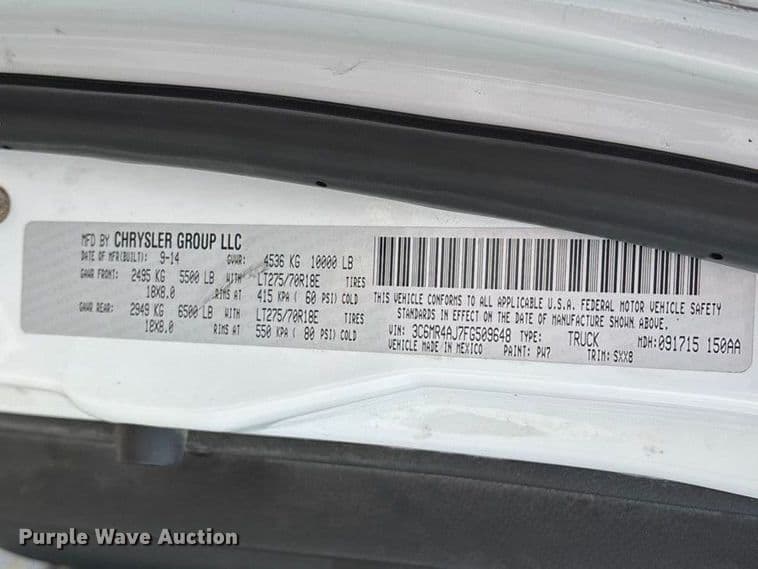 MFD BY CHRYSLER GROUP LLC
DATE OF MFR(BUILT): 9-14 GVWR: 4536 KG 10000 LB
GAWR FRONT: 2495 KG 5500 LB WITH LT275/70R18E TIRES
18X8.0 RIMS AT 415 KPA ( 60 PSI) COLD
GAWR REAR: 2949 KG 6500 LB WITH LT275/70R18E TIRES
18X8.0 RIMS AT 550 KPA ( 80 PSI) COLD
THIS VEHICLE CONFORMS TO ALL APPLICABLE U.S.A. FEDERAL MOTOR VEHICLE SAFETY
STANDARDS IN EFFECT ON THE DATE OF MANUFACTURE SHOWN ABOVE.
VIN: 3C6MR4AJ7FG509648 TYPE: TRUCK MDH: 091715 150AA
VEHICLE MADE IN MEXICO PAINT: PW7 TRIM: SXX8
Purple Wave Auction